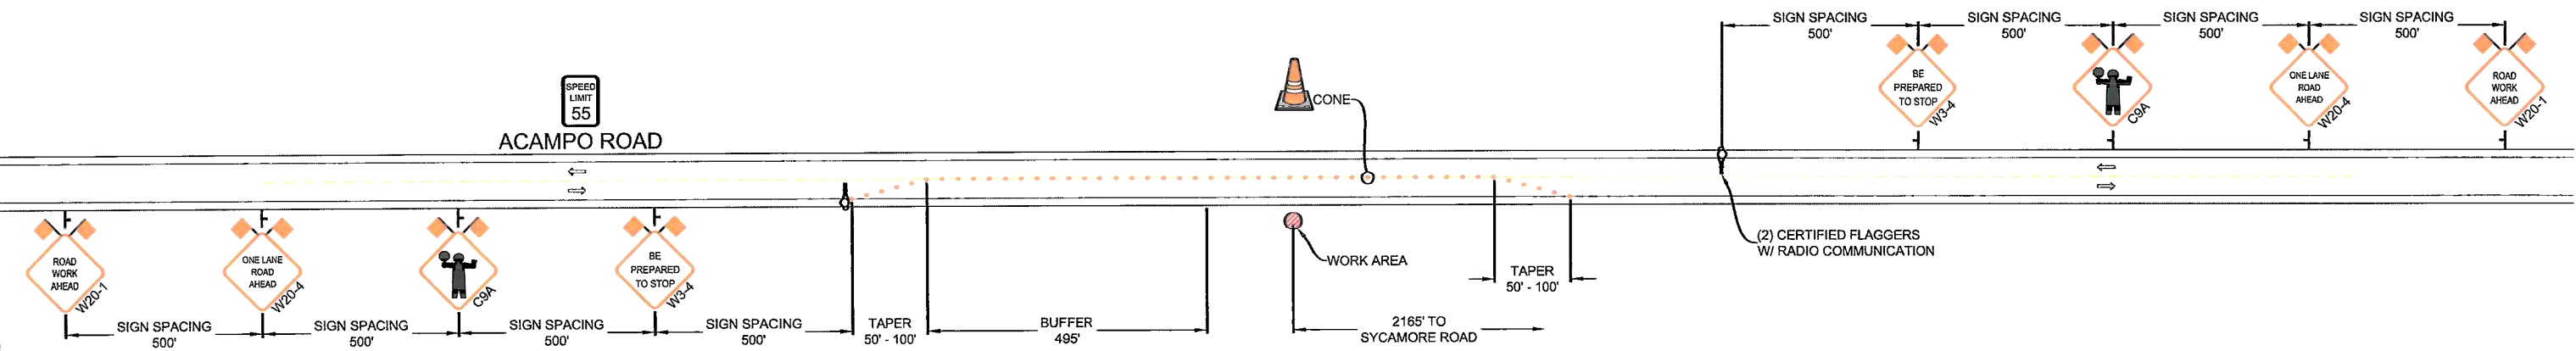 SIGN SPACING
500'
SIGN SPACING
500'
SIGN SPACING
500'
SIGN SPACING
500'
BE
PREPARED
TO STOP
W3-4
C9A
ONE LANE
ROAD
AHEAD
W20-4
ROAD
WORK
AHEAD
W20-1
SPEED
LIMIT
55
ACAMPO ROAD
CONE
(2) CERTIFIED FLAGGERS
W/ RADIO COMMUNICATION
WORK AREA
TAPER
50' - 100'
ROAD
WORK
AHEAD
W20-1
ONE LANE
ROAD
AHEAD
W20-4
C9A
BE
PREPARED
TO STOP
W3-4
SIGN SPACING
500'
SIGN SPACING
500'
SIGN SPACING
500'
SIGN SPACING
500'
TAPER
50' - 100'
BUFFER
495'
2165' TO
SYCAMORE ROAD